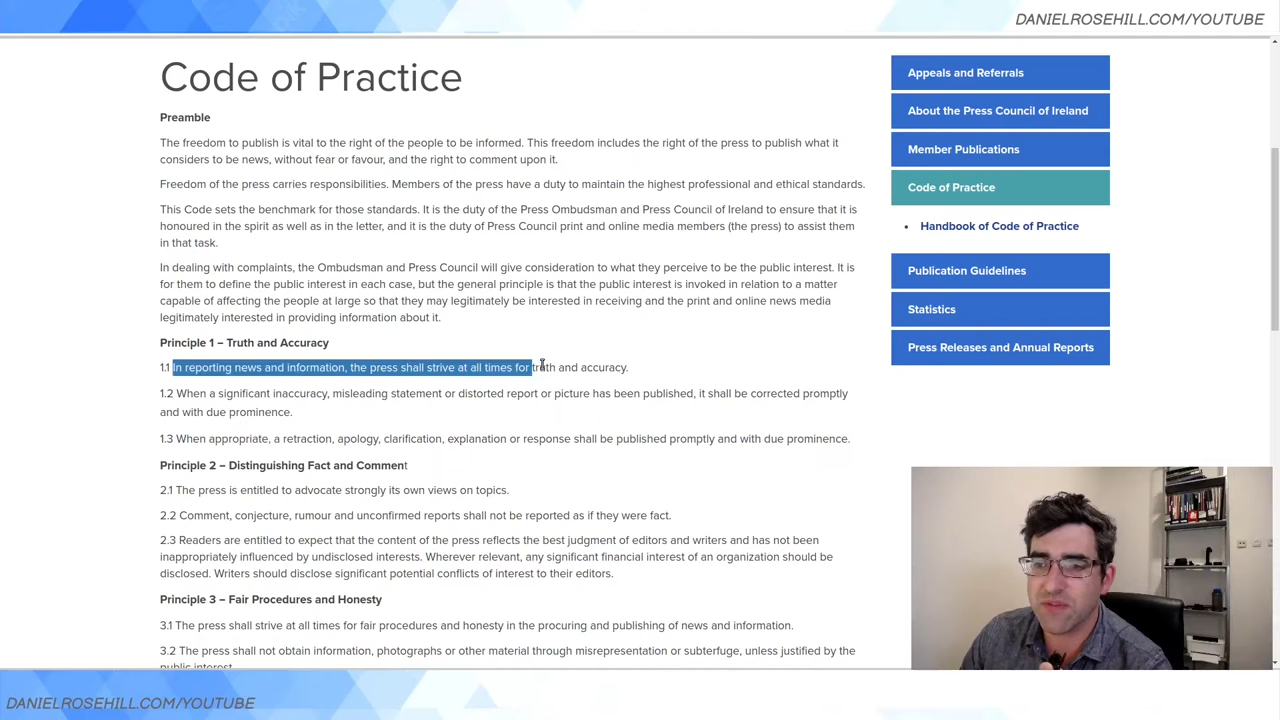 DANIELROSEHILL.COM/YOUTUBE
Code of Practice
Preamble
The freedom to publish is vital to the right of the people to be informed. This freedom includes the right of the press to publish what it
considers to be news, without fear or favour, and the right to comment upon it.
Freedom of the press carries responsibilities. Members of the press have a duty to maintain the highest professional and ethical standards.
This Code sets the benchmark for those standards. It is the duty of the Press Ombudsman and Press Council of Ireland to ensure that it is
honoured in the spirit as well as in the letter, and it is the duty of Press Council print and online media members (the press) to assist them
in that task.
In dealing with complaints, the Ombudsman and Press Council will give consideration to what they perceive to be the public interest. It is
for them to define the public interest in each case, but the general principle is that the public interest is invoked in relation to a matter
capable of affecting the people at large so that they may legitimately be interested in receiving and the print and online news media
legitimately interested in providing information about it.
Principle 1 – Truth and Accuracy
1.1 In reporting news and information, the press shall strive at all times for truth and accuracy.
1.2 When a significant inaccuracy, misleading statement or distorted report or picture has been published, it shall be corrected promptly
and with due prominence.
1.3 When appropriate, a retraction, apology, clarification, explanation or response shall be published promptly and with due prominence.
Principle 2 – Distinguishing Fact and Comment
2.1 The press is entitled to advocate strongly its own views on topics.
2.2 Comment, conjecture, rumour and unconfirmed reports shall not be reported as if they were fact.
2.3 Readers are entitled to expect that the content of the press reflects the best judgment of editors and writers and has not been
inappropriately influenced by undisclosed interests. Wherever relevant, any significant financial interest of an organization should be
disclosed. Writers should disclose significant potential conflicts of interest to their editors.
Principle 3 – Fair Procedures and Honesty
3.1 The press shall strive at all times for fair procedures and honesty in the procuring and publishing of news and information.
3.2 The press shall not obtain information, photographs or other material through misrepresentation or subterfuge, unless justified by the
public interest.
Appeals and Referrals
About the Press Council of Ireland
Member Publications
Code of Practice
• Handbook of Code of Practice
Publication Guidelines
Statistics
Press Releases and Annual Reports
DANIELROSEHILL.COM/YOUTUBE